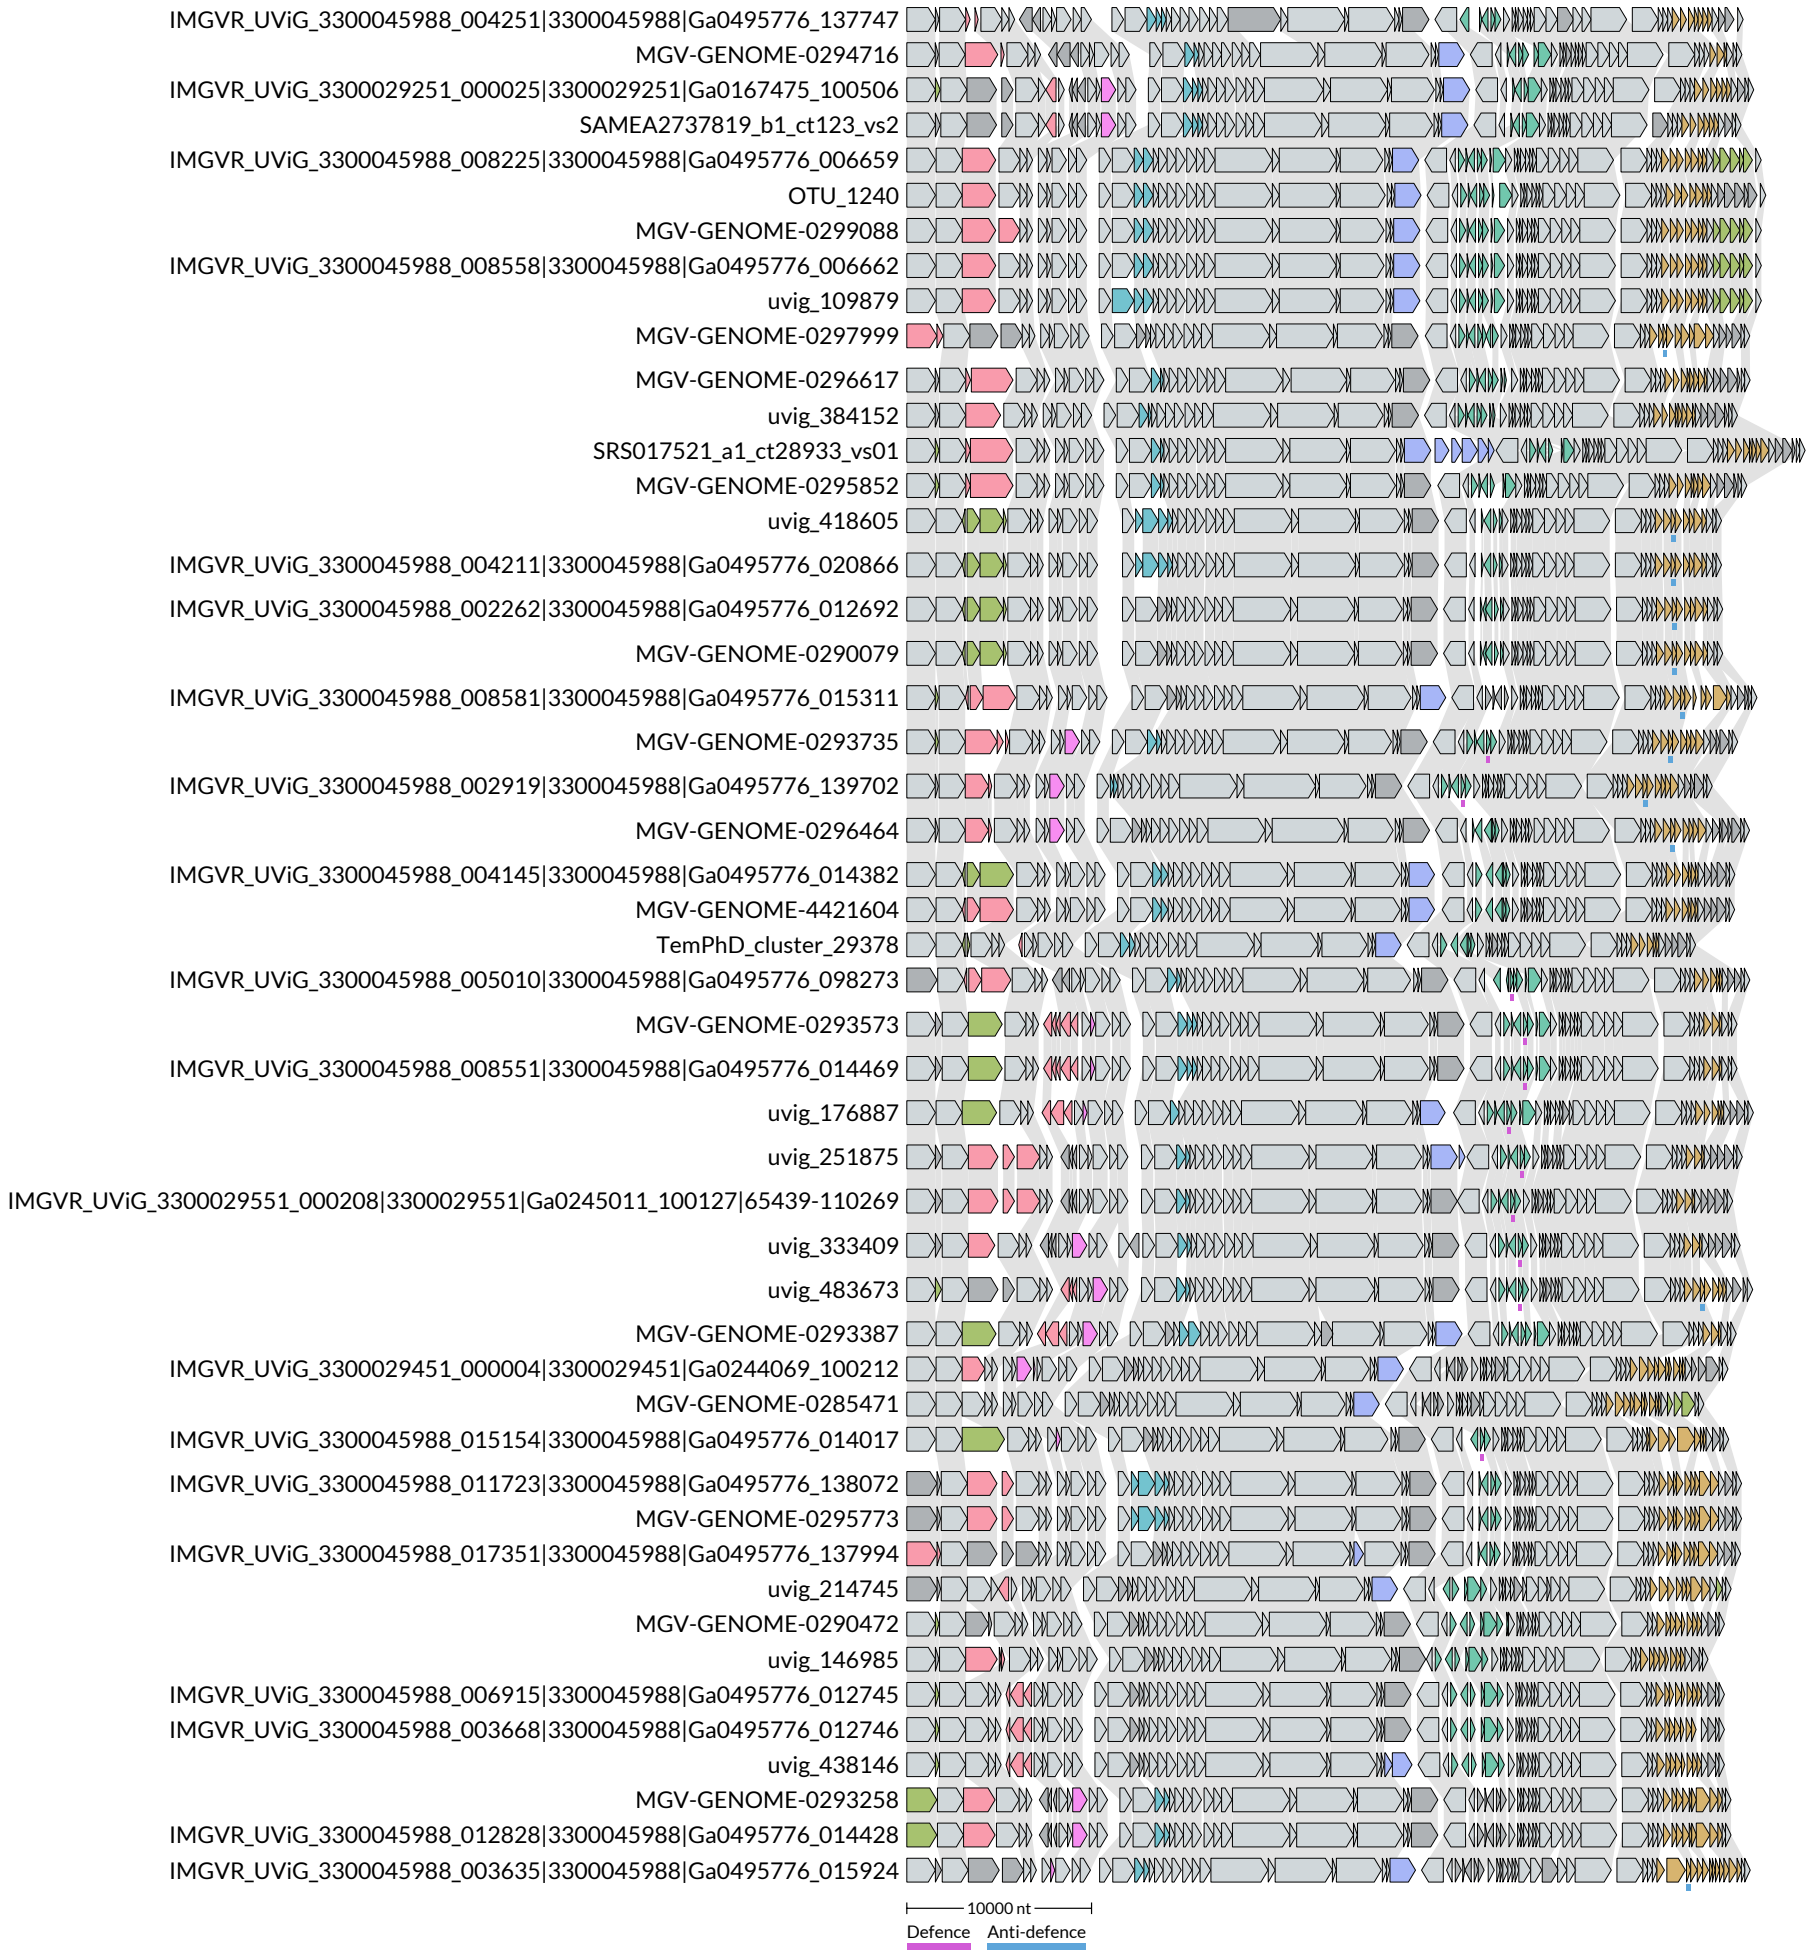 IMGVR_UViG_3300045988_004251|3300045988|Ga0495776_137747
MGV-GENOME-0294716
IMGVR_UViG_3300029251_000025|3300029251|Ga0167475_100506
SAMEA2737819_b1_ct123_vs2
IMGVR_UViG_3300045988_008225|3300045988|Ga0495776_006659
OTU_1240
MGV-GENOME-0299088
IMGVR_UViG_3300045988_008558|3300045988|Ga0495776_006662
uvig_109879
MGV-GENOME-0297999
MGV-GENOME-0296617
uvig_384152
SRS017521_a1_ct28933_vs01
MGV-GENOME-0295852
uvig_418605
IMGVR_UViG_3300045988_004211|3300045988|Ga0495776_020866
IMGVR_UViG_3300045988_002262|3300045988|Ga0495776_012692
MGV-GENOME-0290079
IMGVR_UViG_3300045988_008581|3300045988|Ga0495776_015311
MGV-GENOME-0293735
IMGVR_UViG_3300045988_002919|3300045988|Ga0495776_139702
MGV-GENOME-0296464
IMGVR_UViG_3300045988_004145|3300045988|Ga0495776_014382
MGV-GENOME-4421604
TemPhD_cluster_29378
IMGVR_UViG_3300045988_005010|3300045988|Ga0495776_098273
MGV-GENOME-0293573
IMGVR_UViG_3300045988_008551|3300045988|Ga0495776_014469
uvig_176887
uvig_251875
IMGVR_UViG_3300029551_000208|3300029551|Ga0245011_100127|65439-110269
uvig_333409
uvig_483673
MGV-GENOME-0293387
IMGVR_UViG_3300029451_000004|3300029451|Ga0244069_100212
MGV-GENOME-0285471
IMGVR_UViG_3300045988_015154|3300045988|Ga0495776_014017
IMGVR_UViG_3300045988_011723|3300045988|Ga0495776_138072
MGV-GENOME-0295773
IMGVR_UViG_3300045988_017351|3300045988|Ga0495776_137994
uvig_214745
MGV-GENOME-0290472
uvig_146985
IMGVR_UViG_3300045988_006915|3300045988|Ga0495776_012745
IMGVR_UViG_3300045988_003668|3300045988|Ga0495776_012746
uvig_438146
MGV-GENOME-0293258
IMGVR_UViG_3300045988_012828|3300045988|Ga0495776_014428
IMGVR_UViG_3300045988_003635|3300045988|Ga0495776_015924
10000 nt
Defence Anti-defence